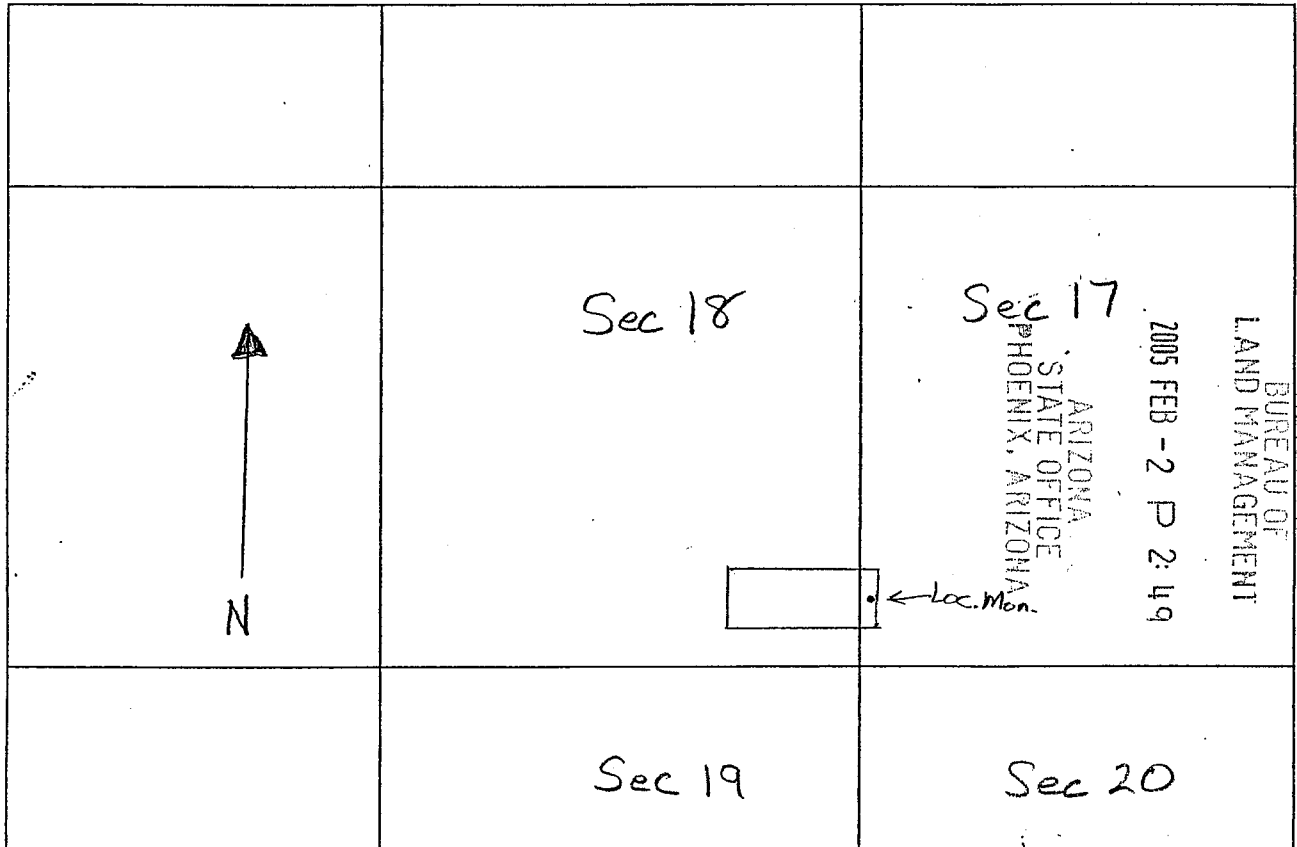 Sec 18
Sec 17
BUREAU OF
LAND MANAGEMENT
2005 FEB -2 P 2:49
ARIZONA
STATE OFFICE
PHOENIX, ARIZONA
N
Loc. Mon.
Sec 19
Sec 20